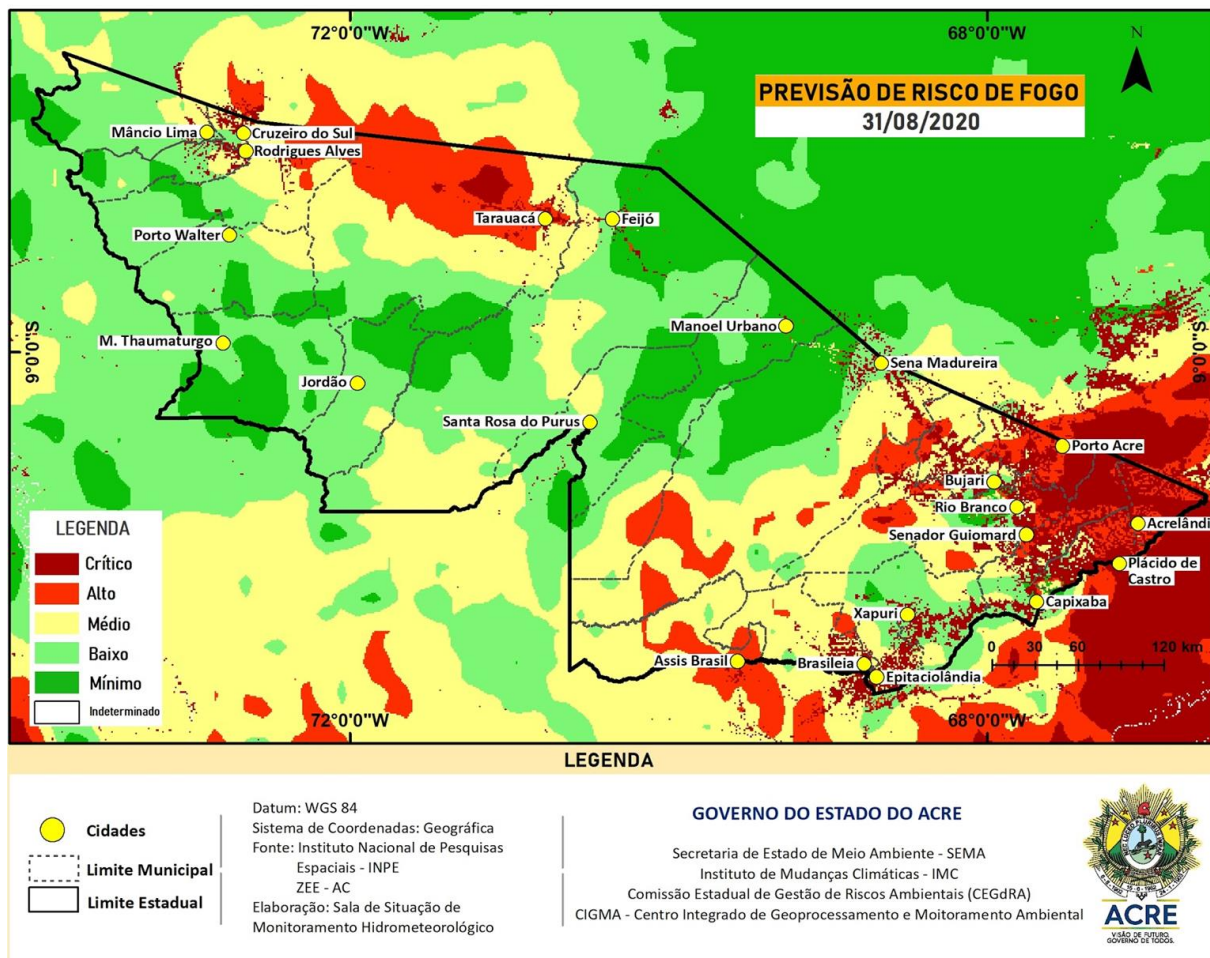 72°0'0"W
68°0'0"W
N
PREVISÃO DE RISCO DE FOGO
31/08/2020
Mâncio Lima
Cruzeiro do Sul
Rodrigues Alves
Tarauacá
Feijó
Porto Walter
Manoel Urbano
M. Thaumaturgo
Sena Madureira
9°0'0"S
9°0'0"S
Jordão
Santa Rosa do Purus
Porto Acre
Bujari
Rio Branco
Acrelândi
Senador Guiomard
Plácido de
Castro
Capixaba
Xapuri
Assis Brasil
Brasileia
Epitaciolândia
0 30 60 120 km
LEGENDA
Crítico
Alto
Médio
Baixo
Mínimo
Indeterminado
72°0'0"W
68°0'0"W
LEGENDA
Cidades
Limite Municipal
Limite Estadual
Datum: WGS 84
Sistema de Coordenadas: Geográfica
Fonte: Instituto Nacional de Pesquisas
Espaciais - INPE
ZEE - AC
Elaboração: Sala de Situação de
Monitoramento Hidrometeorológico
GOVERNO DO ESTADO DO ACRE
Secretaria de Estado de Meio Ambiente - SEMA
Instituto de Mudanças Climáticas - IMC
Comissão Estadual de Gestão de Riscos Ambientais (CEGdRA)
CIGMA - Centro Integrado de Geoprocessamento e Moitoramento Ambiental
ACRE
VISÃO DE FUTURO.
GOVERNO DE TODOS.